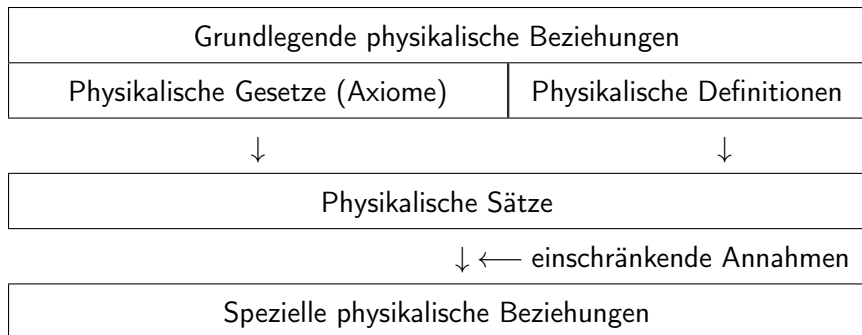 Grundlegende physikalische Beziehungen
Physikalische Gesetze (Axiome) Physikalische Definitionen
↓ ↓
Physikalische Sätze
↓ ⟵ einschränkende Annahmen
Spezielle physikalische Beziehungen